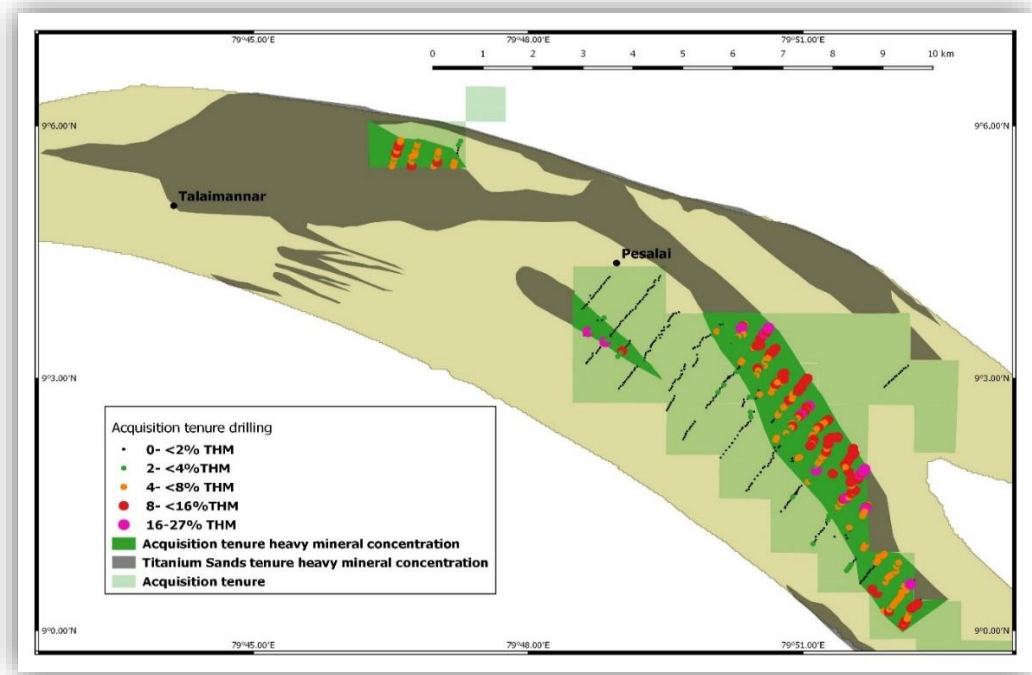 79°45.00'E 79°48.00'E 79°51.00'E
0 1 2 3 4 5 6 7 8 9 10 km
9°6.00'N 9°6.00'N
Talaimannar
Pesalai
9°3.00'N 9°3.00'N
Acquisition tenure drilling
0- <2% THM
2- <4%THM
4- <8% THM
8- <16%THM
16-27% THM
Acquisition tenure heavy mineral concentration
Titanium Sands tenure heavy mineral concentration
Acquisition tenure
9°0.00'N 9°0.00'N
79°45.00'E 79°48.00'E 79°51.00'E